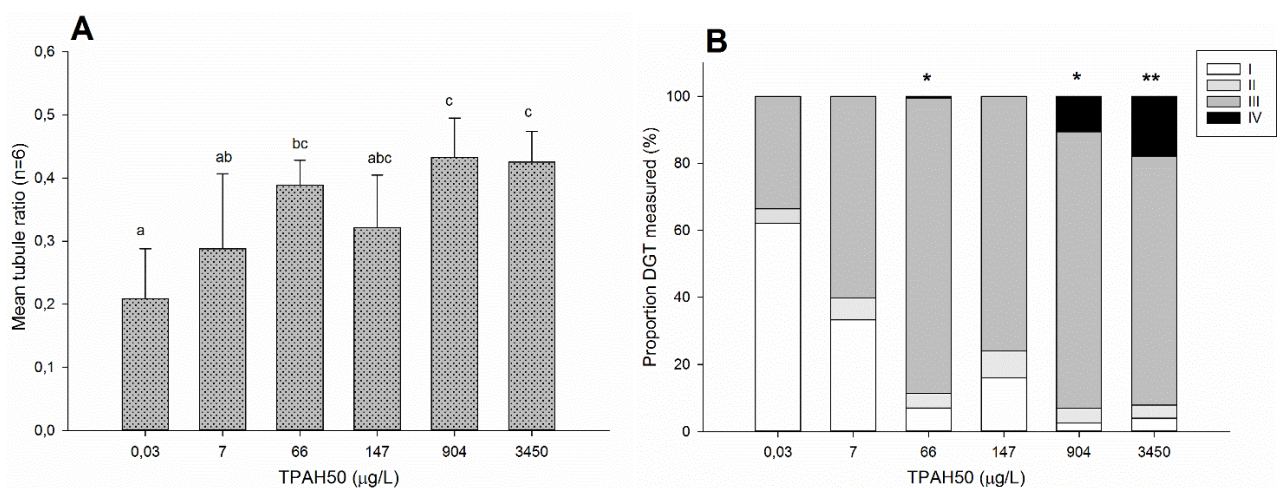 A
Mean tubule ratio (n=6)
0,6
0,5
0,4
0,3
0,2
0,1
0,0
a
ab
bc
abc
c
c
0,03 7 66 147 904 3450
TPAH50 (µg/L)
B
Proportion DGT measured (%)
100
80
60
40
20
0
* * **
0,03 7 66 147 904 3450
TPAH50 (µg/L)
I
II
III
IV